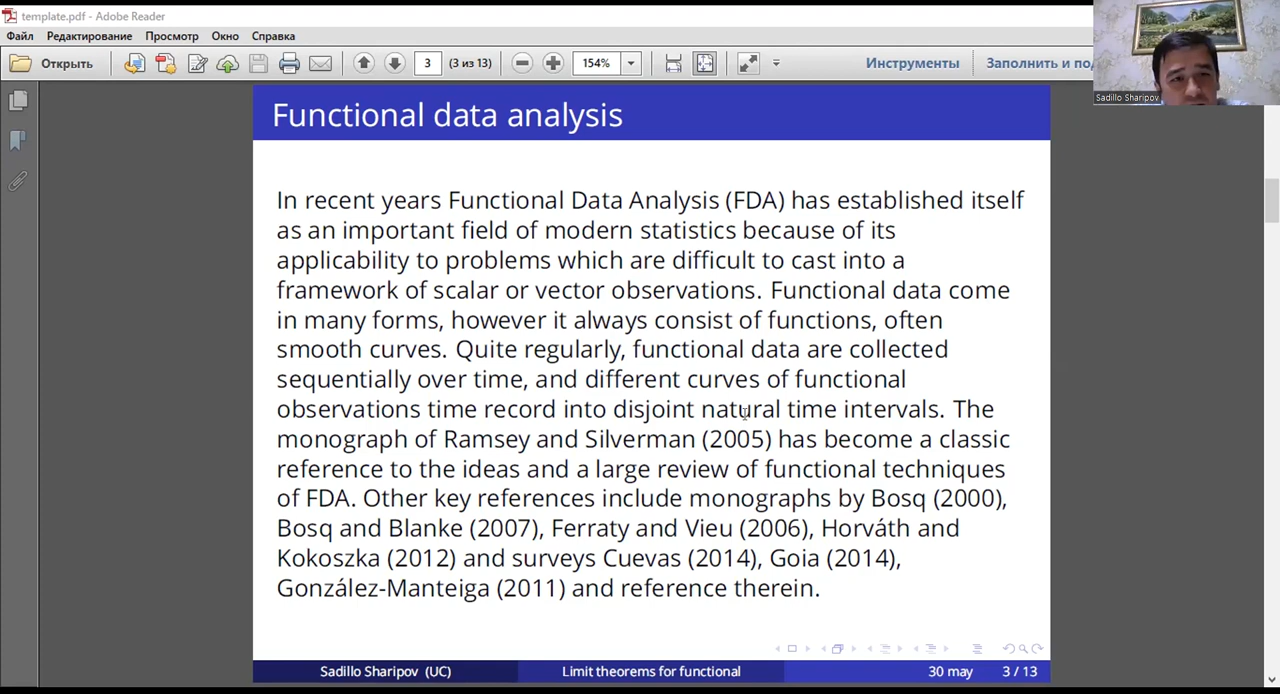 template.pdf - Adobe Reader
Файл Редактирование Просмотр Окно Справка
Открыть 3 (3 из 13) 154% Инструменты Заполнить и под
Sadillo Sharipov
Functional data analysis
In recent years Functional Data Analysis (FDA) has established itself
as an important field of modern statistics because of its
applicability to problems which are difficult to cast into a
framework of scalar or vector observations. Functional data come
in many forms, however it always consist of functions, often
smooth curves. Quite regularly, functional data are collected
sequentially over time, and different curves of functional
observations time record into disjoint natural time intervals. The
monograph of Ramsey and Silverman (2005) has become a classic
reference to the ideas and a large review of functional techniques
of FDA. Other key references include monographs by Bosq (2000),
Bosq and Blanke (2007), Ferraty and Vieu (2006), Horváth and
Kokoszka (2012) and surveys Cuevas (2014), Goia (2014),
González-Manteiga (2011) and reference therein.
Sadillo Sharipov (UC) Limit theorems for functional 30 may 3 / 13